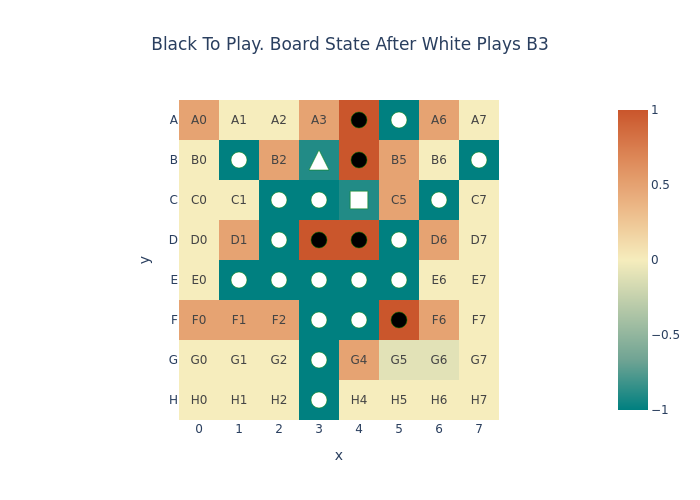 Black To Play. Board State After White Plays B3
A A0 A1 A2 A3 A6 A7
B B0 B2 B5 B6
C C0 C1 C5 C7
D D0 D1 D6 D7
E E0 E6 E7
F F0 F1 F2 F6 F7
G G0 G1 G2 G4 G5 G6 G7
H H0 H1 H2 H4 H5 H6 H7
0 1 2 3 4 5 6 7
x
y
1
0.5
0
−0.5
−1